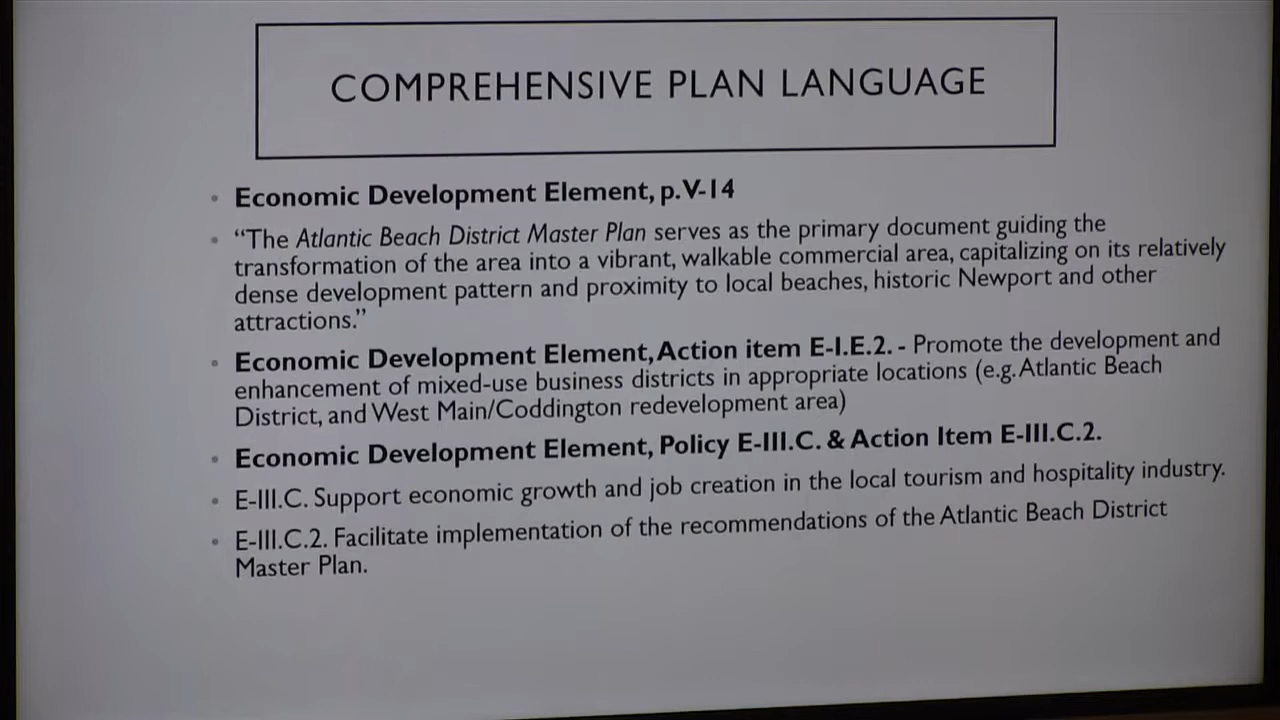 COMPREHENSIVE PLAN LANGUAGE
• Economic Development Element, p.V-14
• “The Atlantic Beach District Master Plan serves as the primary document guiding the
transformation of the area into a vibrant, walkable commercial area, capitalizing on its relatively
dense development pattern and proximity to local beaches, historic Newport and other
attractions.”
• Economic Development Element, Action item E-I.E.2. - Promote the development and
enhancement of mixed-use business districts in appropriate locations (e.g. Atlantic Beach
District, and West Main/Coddington redevelopment area)
• Economic Development Element, Policy E-III.C. & Action Item E-III.C.2.
• E-III.C. Support economic growth and job creation in the local tourism and hospitality industry.
• E-III.C.2. Facilitate implementation of the recommendations of the Atlantic Beach District
Master Plan.